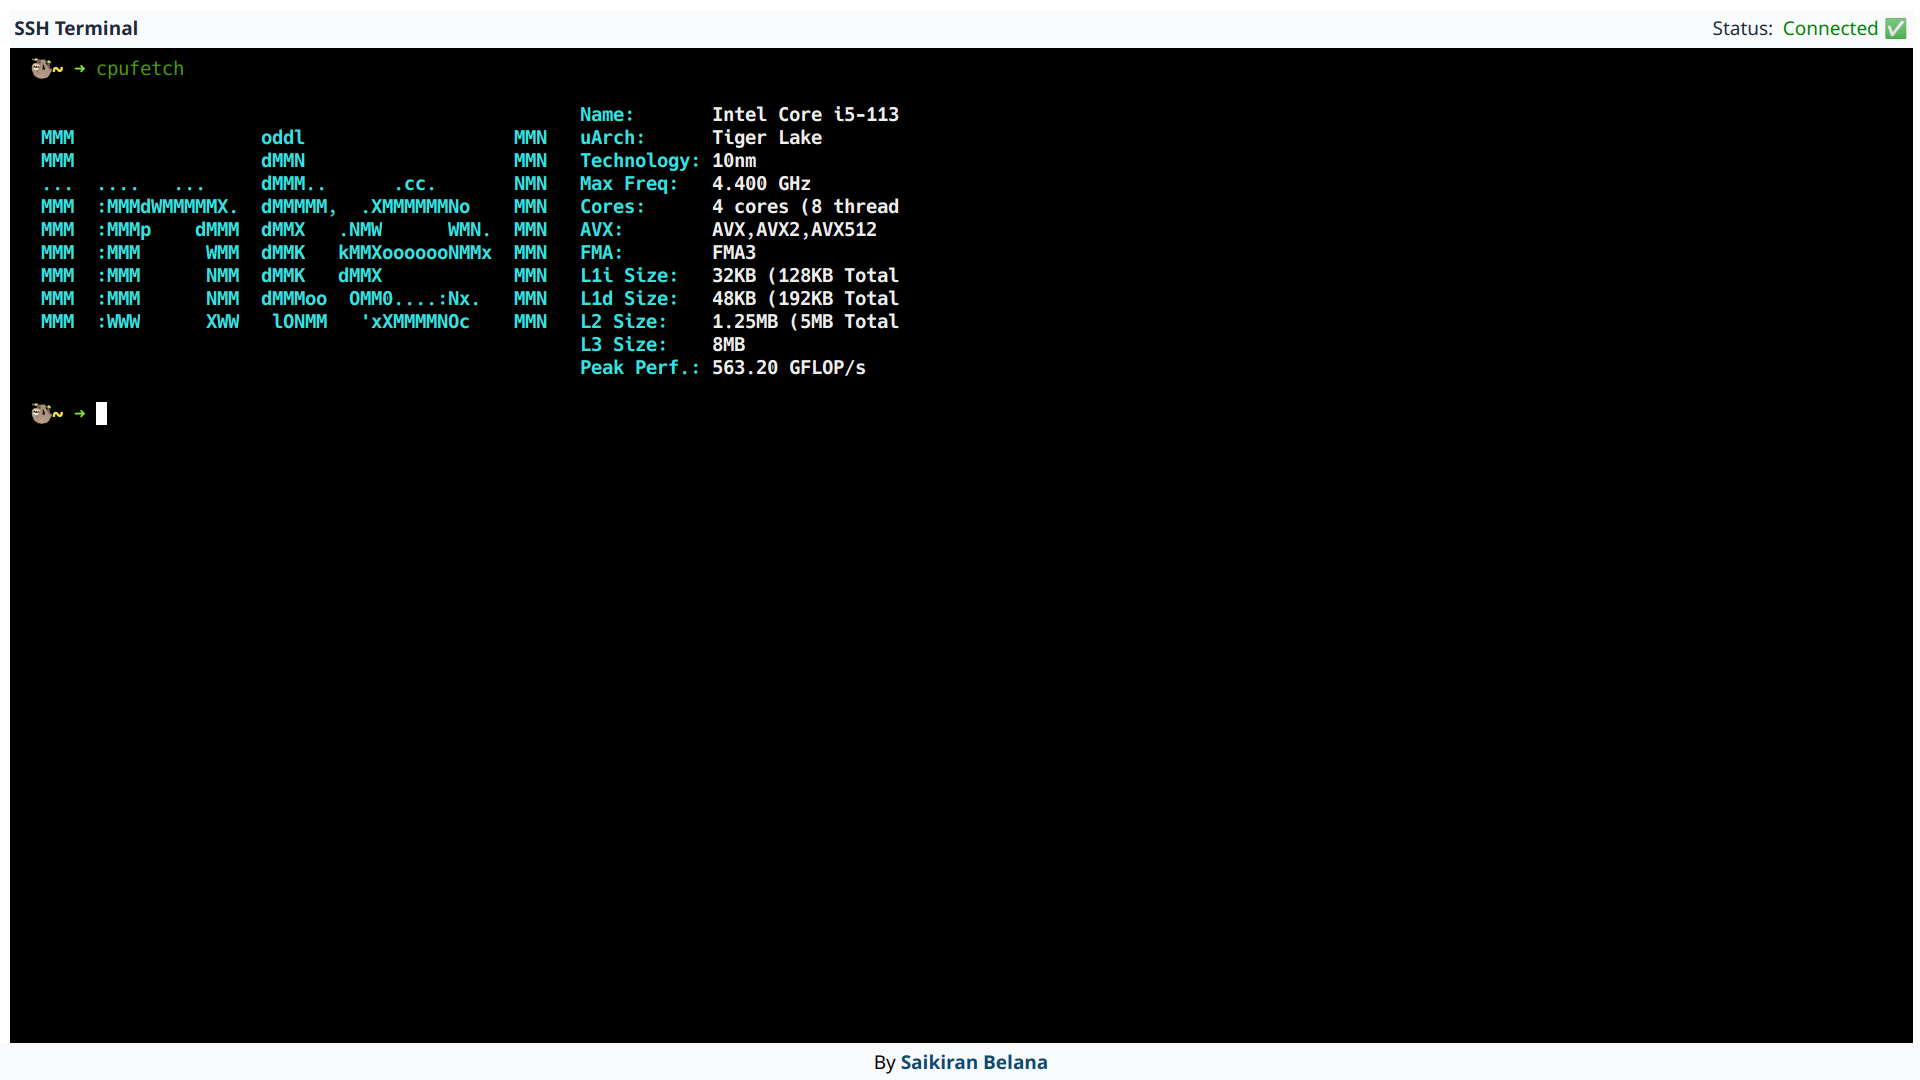 SSH Terminal Status: Connected ✅
🦥~ ➜ cpufetch
Name: Intel Core i5-113
MMM oddl MMN uArch: Tiger Lake
MMM dMMN MMN Technology: 10nm
... .... ... dMMM.. .cc. NMN Max Freq: 4.400 GHz
MMM :MMMdWMMMMMX. dMMMMM, .XMMMMMMNo MMN Cores: 4 cores (8 thread
MMM :MMMp dMMM dMMX .NMW WMN. MMN AVX: AVX,AVX2,AVX512
MMM :MMM WMM dMMK kMMXooooooNMMx MMN FMA: FMA3
MMM :MMM NMM dMMK dMMX MMN L1i Size: 32KB (128KB Total
MMM :MMM NMM dMMMoo OMM0....:Nx. MMN L1d Size: 48KB (192KB Total
MMM :WWW XWW lONMM 'xXMMMMNOc MMN L2 Size: 1.25MB (5MB Total
L3 Size: 8MB
Peak Perf.: 563.20 GFLOP/s
🦥~ ➜
By Saikiran Belana